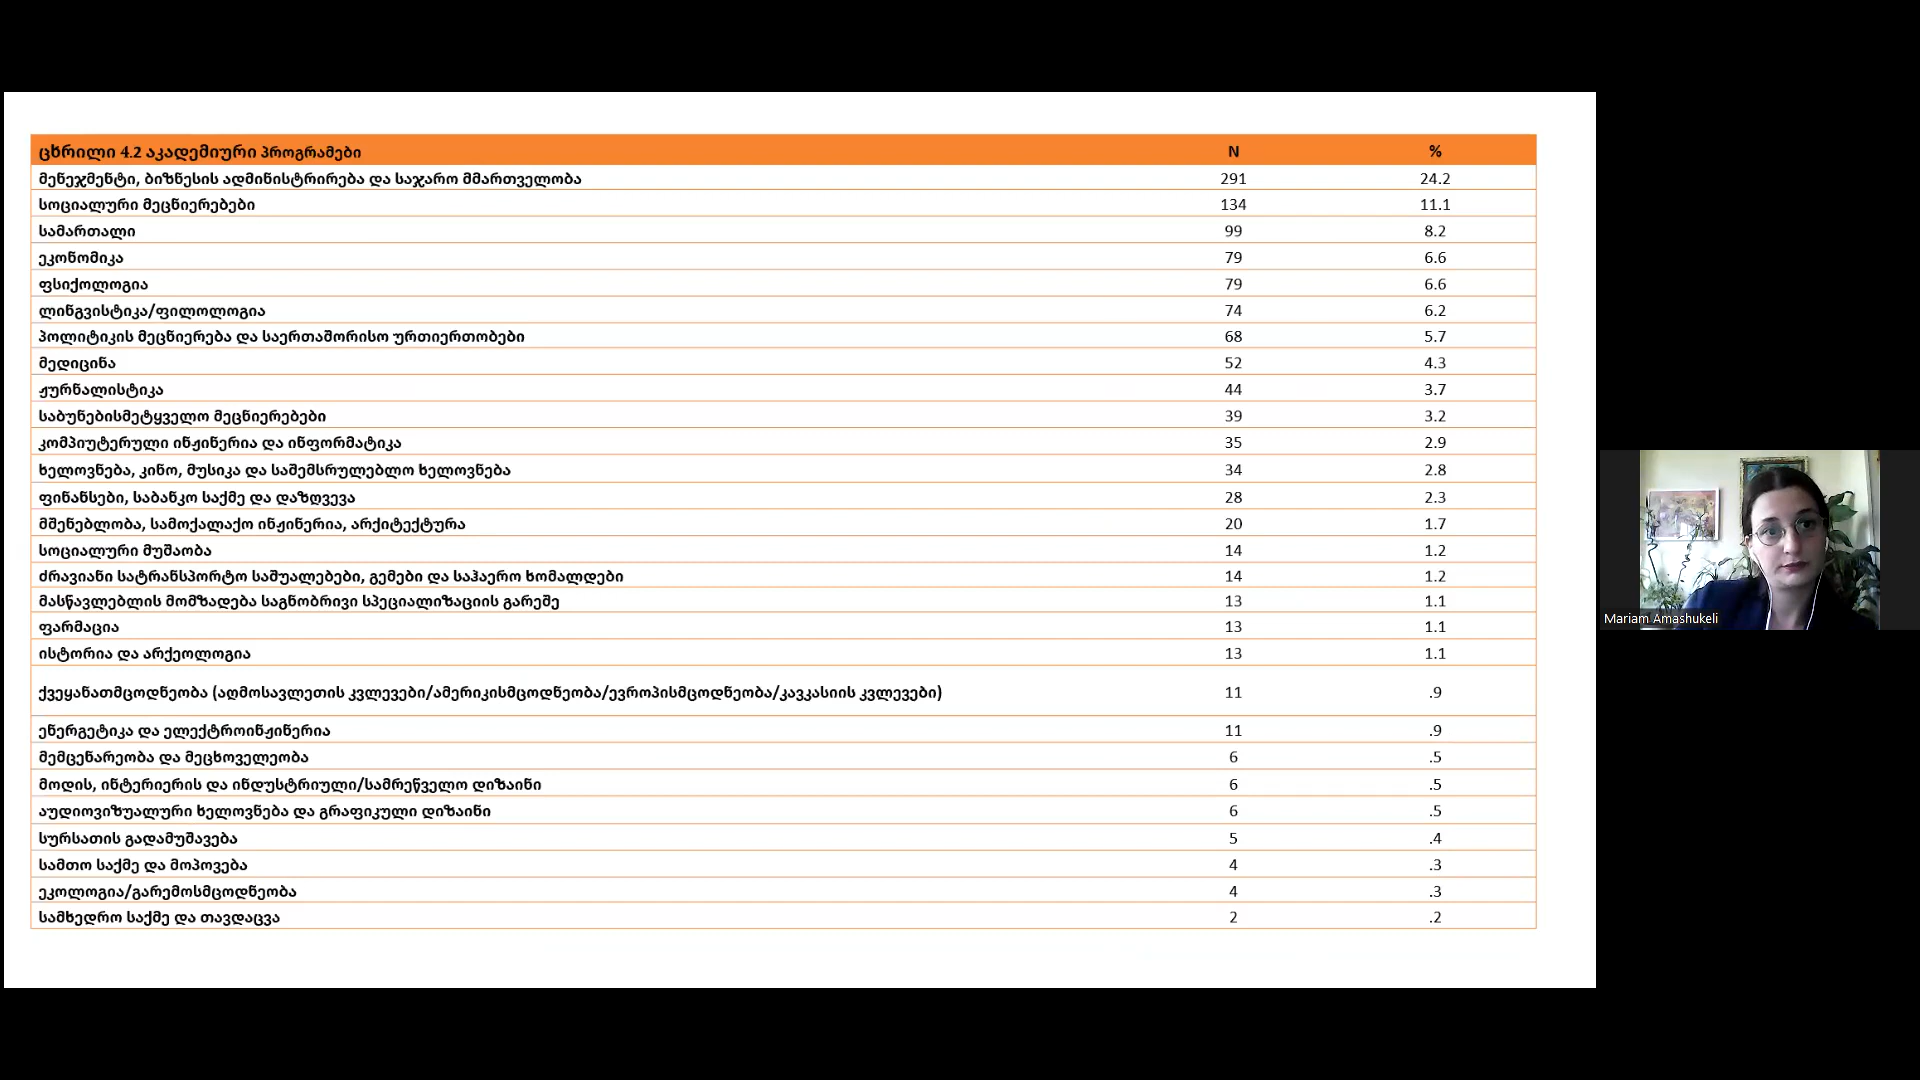 ცხრილი 4.2 აკადემიური პროგრამები N %
მენეჯმენტი, ბიზნესის ადმინისტრირება და საჯარო მმართველობა 291 24.2
სოციალური მეცნიერებები 134 11.1
სამართალი 99 8.2
ეკონომიკა 79 6.6
ფსიქოლოგია 79 6.6
ლინგვისტიკა/ფილოლოგია 74 6.2
პოლიტიკის მეცნიერება და საერთაშორისო ურთიერთობები 68 5.7
მედიცინა 52 4.3
ჟურნალისტიკა 44 3.7
საბუნებისმეტყველო მეცნიერებები 39 3.2
კომპიუტერული ინჟინერია და ინფორმატიკა 35 2.9
ხელოვნება, კინო, მუსიკა და საშემსრულებლო ხელოვნება 34 2.8
ფინანსები, საბანკო საქმე და დაზღვევა 28 2.3
მშენებლობა, სამოქალაქო ინჟინერია, არქიტექტურა 20 1.7
სოციალური მუშაობა 14 1.2
ძრავიანი სატრანსპორტო საშუალებები, გემები და საჰაერო ხომალდები 14 1.2
მასწავლებლის მომზადება საგნობრივი სპეციალიზაციის გარეშე 13 1.1
ფარმაცია 13 1.1
ისტორია და არქეოლოგია 13 1.1
ქვეყანათმცოდნეობა (აღმოსავლეთის კვლევები/ამერიკისმცოდნეობა/ევროპისმცოდნეობა/კავკასიის კვლევები) 11 .9
ენერგეტიკა და ელექტროინჟინერია 11 .9
მემცენარეობა და მეცხოველეობა 6 .5
მოდის, ინტერიერის და ინდუსტრიული/სამრეწველო დიზაინი 6 .5
აუდიოვიზუალური ხელოვნება და გრაფიკული დიზაინი 6 .5
სურსათის გადამუშავება 5 .4
სამთო საქმე და მოპოვება 4 .3
ეკოლოგია/გარემოსმცოდნეობა 4 .3
სამხედრო საქმე და თავდაცვა 2 .2
Mariam Amashukeli